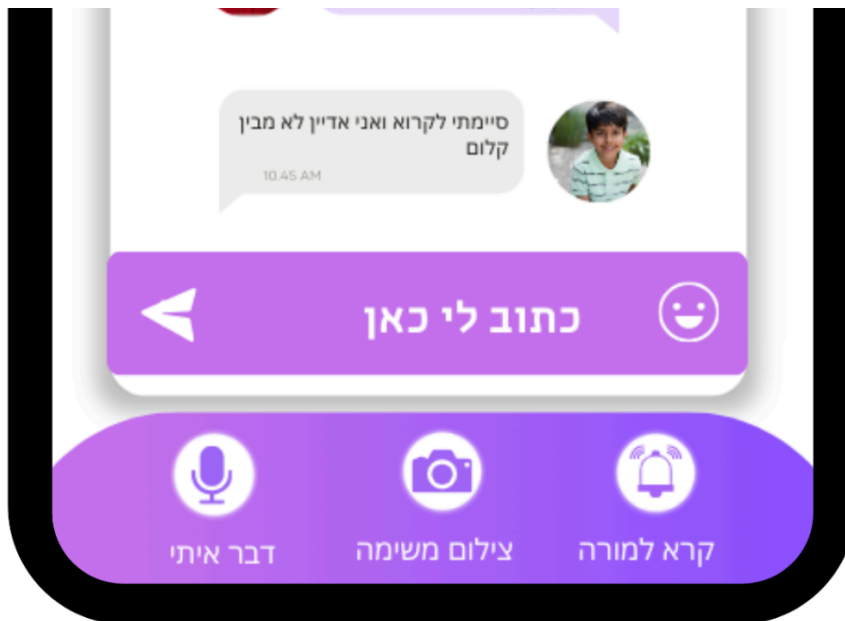 סיימתי לקרוא ואני אדיין לא מבין
קלום
10.45 AM
כתוב לי כאן
קרא למורה
צילום משימה
דבר איתי